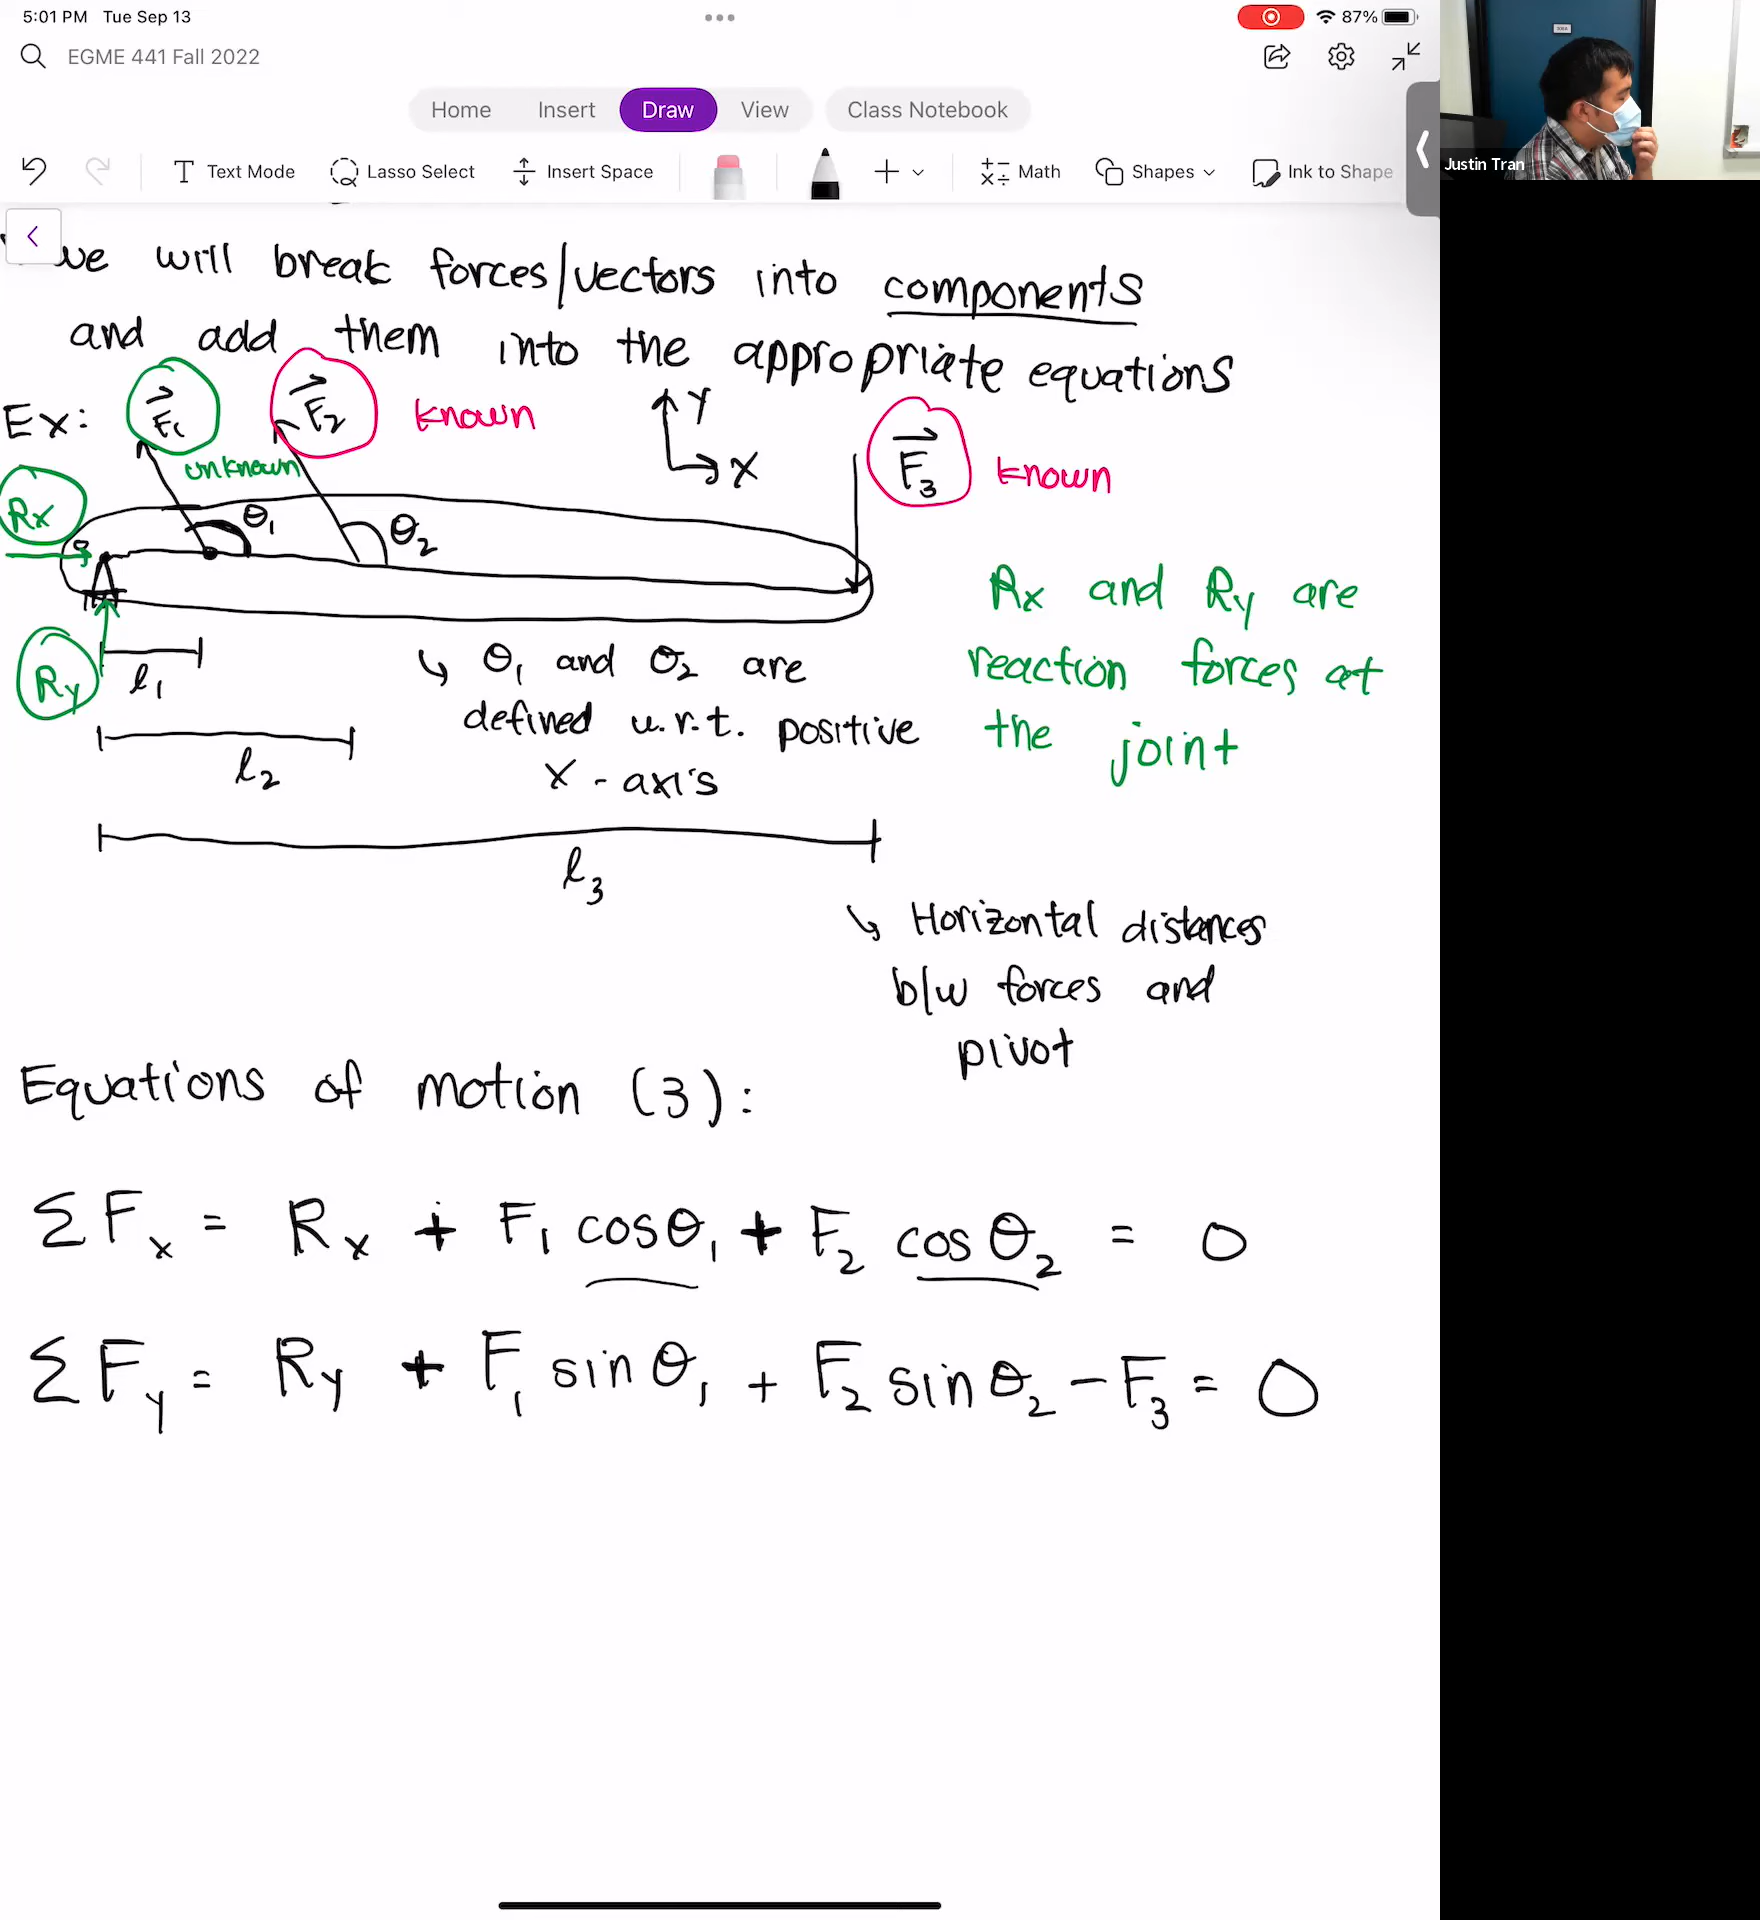 5:01 PM Tue Sep 13
87%
EGME 441 Fall 2022
Home Insert Draw View Class Notebook
Text Mode Lasso Select Insert Space Math Shapes Ink to Shape
Justin Tran
we will break forces/vectors into components
and add them into the appropriate equations
Ex: F₁ F₂ known
Y
X
unknown
F₃ known
Rx
θ₁ θ₂
Rx and Ry are
reaction forces at
the joint
Ry
l₁
↳ θ₁ and θ₂ are
defined w.r.t. positive
X - axis
l₂
l₃
↳ Horizontal distances
b/w forces and
pivot
Equations of motion (3):
ΣFx = Rx + F₁ cosθ₁ + F₂ cosθ₂ = 0
ΣFy = Ry + F₁ sinθ₁ + F₂ sinθ₂ - F₃ = 0